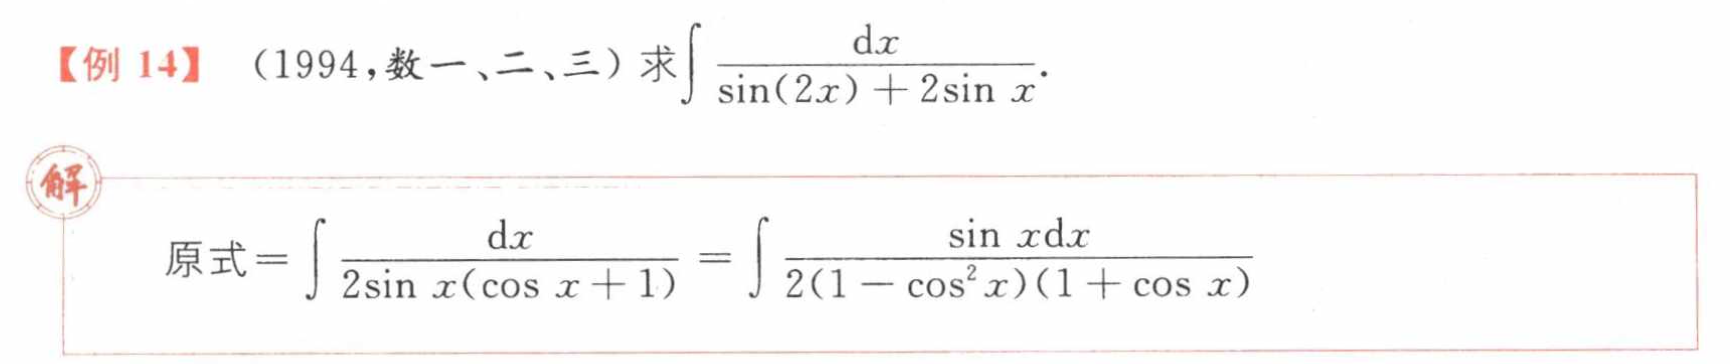 【例 14】 (1994,数一、二、三) 求∫ dx / (sin(2x) + 2sin x).
解
原式 = ∫ dx / (2sin x(cos x + 1)) = ∫ sin xdx / (2(1 − cos²x)(1 + cos x))